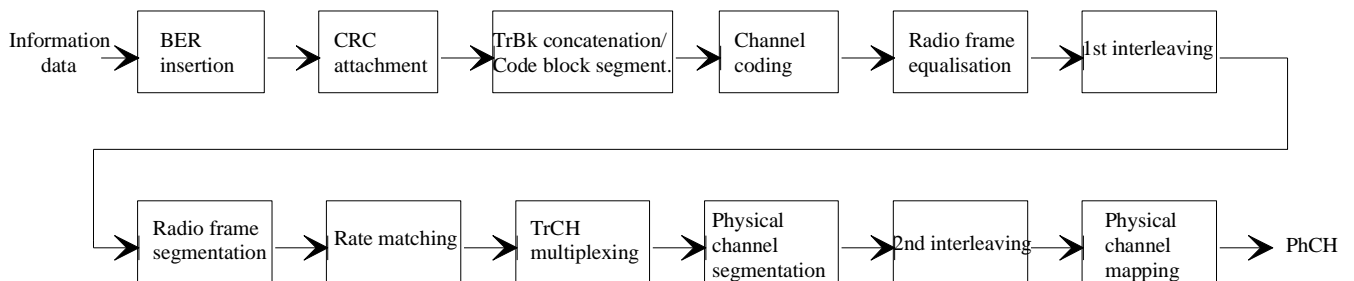 Information
data
BER
insertion
CRC
attachment
TrBk concatenation/
Code block segment.
Channel
coding
Radio frame
equalisation
1st interleaving
Radio frame
segmentation
Rate matching
TrCH
multiplexing
Physical
channel
segmentation
2nd interleaving
Physical
channel
mapping
PhCH